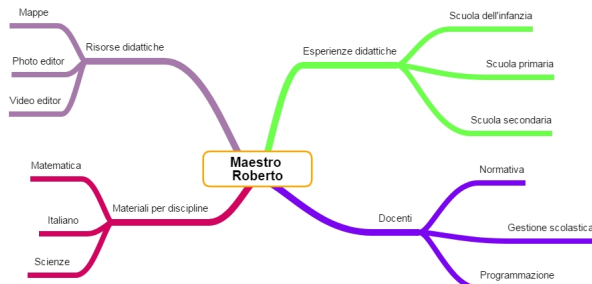 Maestro
Roberto
Risorse didattiche
Mappe
Photo editor
Video editor
Esperienze didattiche
Scuola dell'infanzia
Scuola primaria
Scuola secondaria
Materiali per discipline
Matematica
Italiano
Scienze
Docenti
Normativa
Gestione scolastica
Programmazione